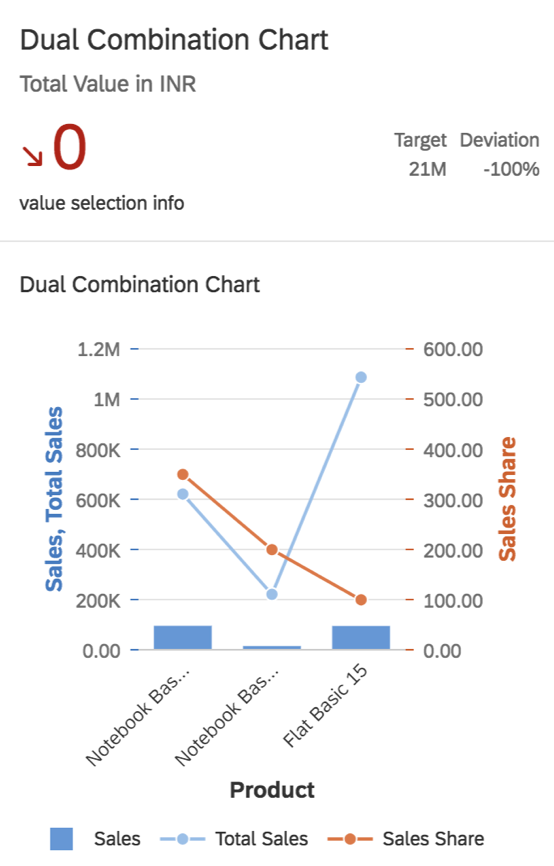 Dual Combination Chart
Total Value in INR
0
Target Deviation
21M -100%
value selection info
Dual Combination Chart
1.2M 600.00
1M 500.00
800K 400.00
600K 300.00
400K 200.00
200K 100.00
0.00 0.00
Sales, Total Sales
Sales Share
Notebook Bas...
Notebook Bas...
Flat Basic 15
Product
Sales Total Sales Sales Share